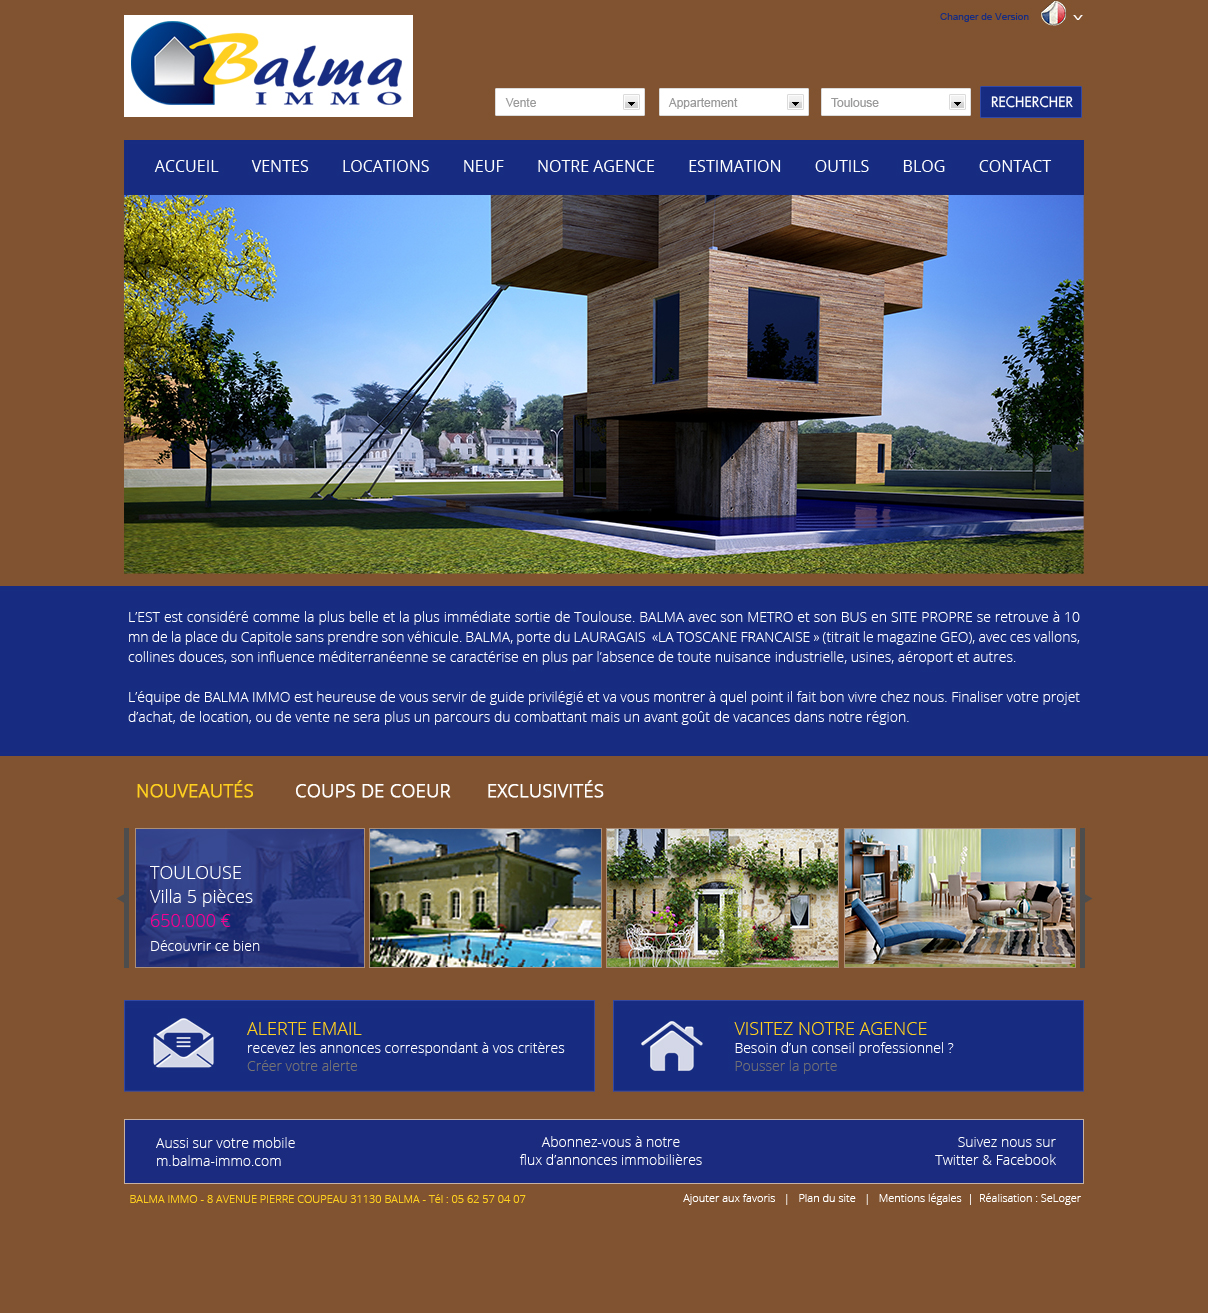 Changer de Version
Balma
IMMO
Vente
Appartement
Toulouse
RECHERCHER
ACCUEIL
VENTES
LOCATIONS
NEUF
NOTRE AGENCE
ESTIMATION
OUTILS
BLOG
CONTACT
L’EST est considéré comme la plus belle et la plus immédiate sortie de Toulouse. BALMA avec son METRO et son BUS en SITE PROPRE se retrouve à 10
mn de la place du Capitole sans prendre son véhicule. BALMA, porte du LAURAGAIS «LA TOSCANE FRANCAISE » (titrait le magazine GEO), avec ces vallons,
collines douces, son influence méditerranéenne se caractérise en plus par l’absence de toute nuisance industrielle, usines, aéroport et autres.
L’équipe de BALMA IMMO est heureuse de vous servir de guide privilégié et va vous montrer à quel point il fait bon vivre chez nous. Finaliser votre projet
d’achat, de location, ou de vente ne sera plus un parcours du combattant mais un avant goût de vacances dans notre région.
NOUVEAUTÉS
COUPS DE COEUR
EXCLUSIVITÉS
TOULOUSE
Villa 5 pièces
650.000 €
Découvrir ce bien
ALERTE EMAIL
recevez les annonces correspondant à vos critères
Créer votre alerte
VISITEZ NOTRE AGENCE
Besoin d’un conseil professionnel ?
Pousser la porte
Aussi sur votre mobile
m.balma-immo.com
Abonnez-vous à notre
flux d’annonces immobilières
Suivez nous sur
Twitter & Facebook
BALMA IMMO - 8 AVENUE PIERRE COUPEAU 31130 BALMA - Tél : 05 62 57 04 07
Ajouter aux favoris | Plan du site | Mentions légales | Réalisation : SeLoger